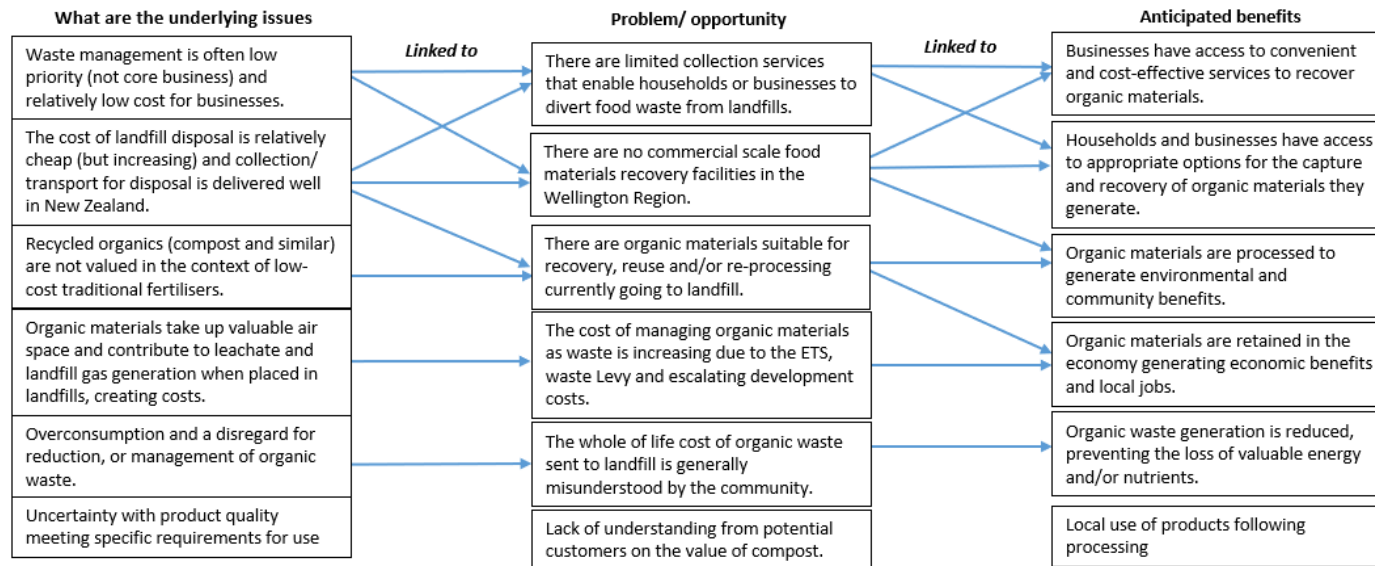 What are the underlying issues
Waste management is often low
priority (not core business) and
relatively low cost for businesses.
The cost of landfill disposal is relatively
cheap (but increasing) and collection/
transport for disposal is delivered well
in New Zealand.
Recycled organics (compost and similar)
are not valued in the context of low-
cost traditional fertilisers.
Organic materials take up valuable air
space and contribute to leachate and
landfill gas generation when placed in
landfills, creating costs.
Overconsumption and a disregard for
reduction, or management of organic
waste.
Uncertainty with product quality
meeting specific requirements for use
Linked to
Problem/ opportunity
There are limited collection services
that enable households or businesses to
divert food waste from landfills.
There are no commercial scale food
materials recovery facilities in the
Wellington Region.
There are organic materials suitable for
recovery, reuse and/or re-processing
currently going to landfill.
The cost of managing organic materials
as waste is increasing due to the ETS,
waste Levy and escalating development
costs.
The whole of life cost of organic waste
sent to landfill is generally
misunderstood by the community.
Lack of understanding from potential
customers on the value of compost.
Linked to
Anticipated benefits
Businesses have access to convenient
and cost-effective services to recover
organic materials.
Households and businesses have access
to appropriate options for the capture
and recovery of organic materials they
generate.
Organic materials are processed to
generate environmental and
community benefits.
Organic materials are retained in the
economy generating economic benefits
and local jobs.
Organic waste generation is reduced,
preventing the loss of valuable energy
and/or nutrients.
Local use of products following
processing